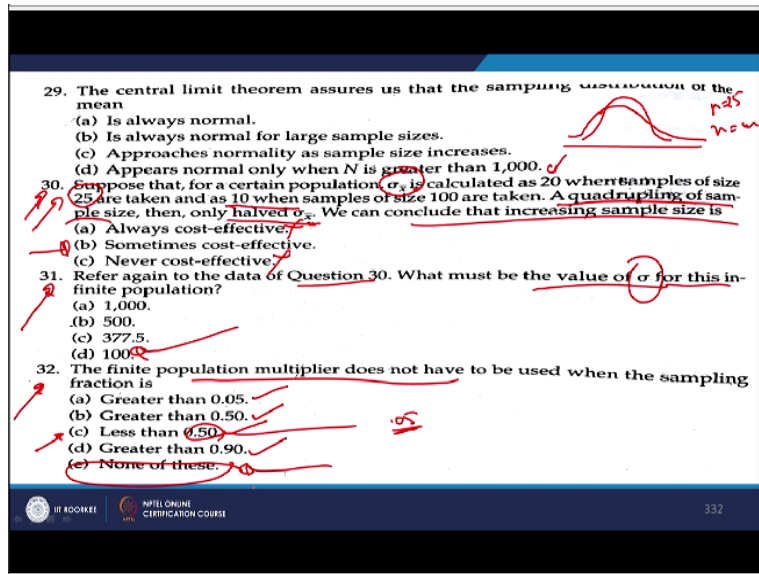 29. The central limit theorem assures us that the sampling distribution of the
mean
(a) Is always normal.
(b) Is always normal for large sample sizes.
(c) Approaches normality as sample size increases.
(d) Appears normal only when N is greater than 1,000.
n=25
30. Suppose that, for a certain population σx̄ is calculated as 20 when samples of size
25 are taken and as 10 when samples of size 100 are taken. A quadrupling of sam-
ple size, then, only halved σx̄. We can conclude that increasing sample size is
(a) Always cost-effective.
(b) Sometimes cost-effective.
(c) Never cost-effective.
31. Refer again to the data of Question 30. What must be the value of σ for this in-
finite population?
(a) 1,000.
(b) 500.
(c) 377.5.
(d) 100.
32. The finite population multiplier does not have to be used when the sampling
fraction is
(a) Greater than 0.05.
(b) Greater than 0.50.
(c) Less than 0.50.
.05
(d) Greater than 0.90.
(e) None of these.
IIT ROORKEE
NPTEL ONLINE
CERTIFICATION COURSE
332